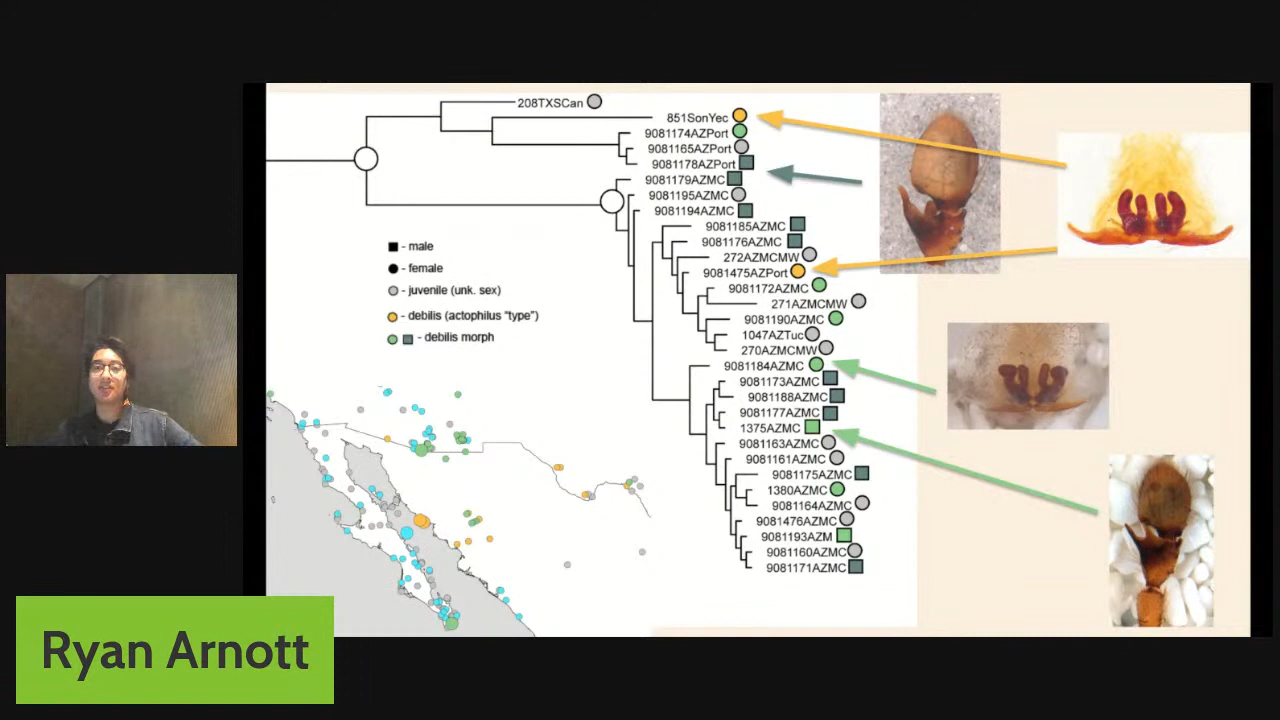 208TXSCan
851SonYec
9081174AZPort
9081165AZPort
9081178AZPort
9081179AZMC
9081195AZMC
9081194AZMC
9081185AZMC
9081176AZMC
272AZMCMW
9081475AZPort
9081172AZMC
271AZMCMW
9081190AZMC
1047AZTuc
270AZMCMW
9081184AZMC
9081173AZMC
9081188AZMC
9081177AZMC
1375AZMC
9081163AZMC
9081161AZMC
9081175AZMC
1380AZMC
9081164AZMC
9081476AZMC
9081193AZM
9081160AZMC
9081171AZMC
- male
- female
- juvenile (unk. sex)
- debilis (actophilus “type”)
- debilis morph
Ryan Arnott